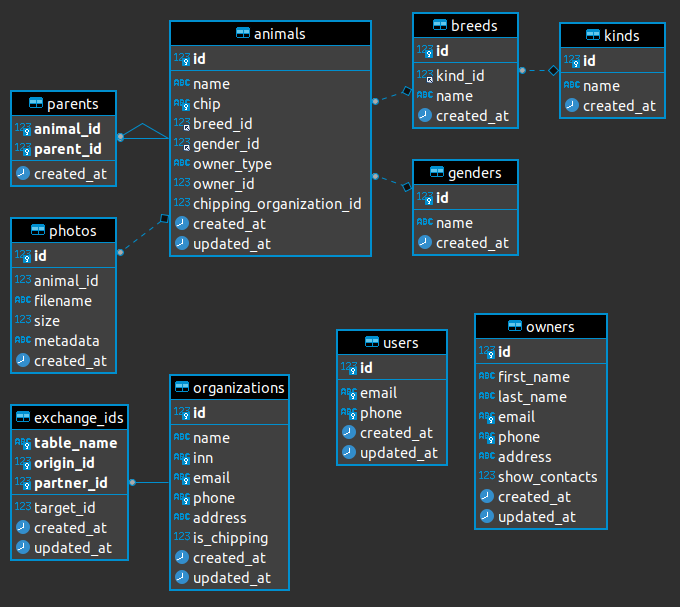 animals
id
name
chip
breed_id
gender_id
owner_type
owner_id
chipping_organization_id
created_at
updated_at
breeds
id
kind_id
name
created_at
kinds
id
name
created_at
parents
animal_id
parent_id
created_at
genders
id
name
created_at
photos
id
animal_id
filename
size
metadata
created_at
users
id
email
phone
created_at
updated_at
owners
id
first_name
last_name
email
phone
address
show_contacts
created_at
updated_at
exchange_ids
table_name
origin_id
partner_id
target_id
created_at
updated_at
organizations
id
name
inn
email
phone
address
is_chipping
created_at
updated_at